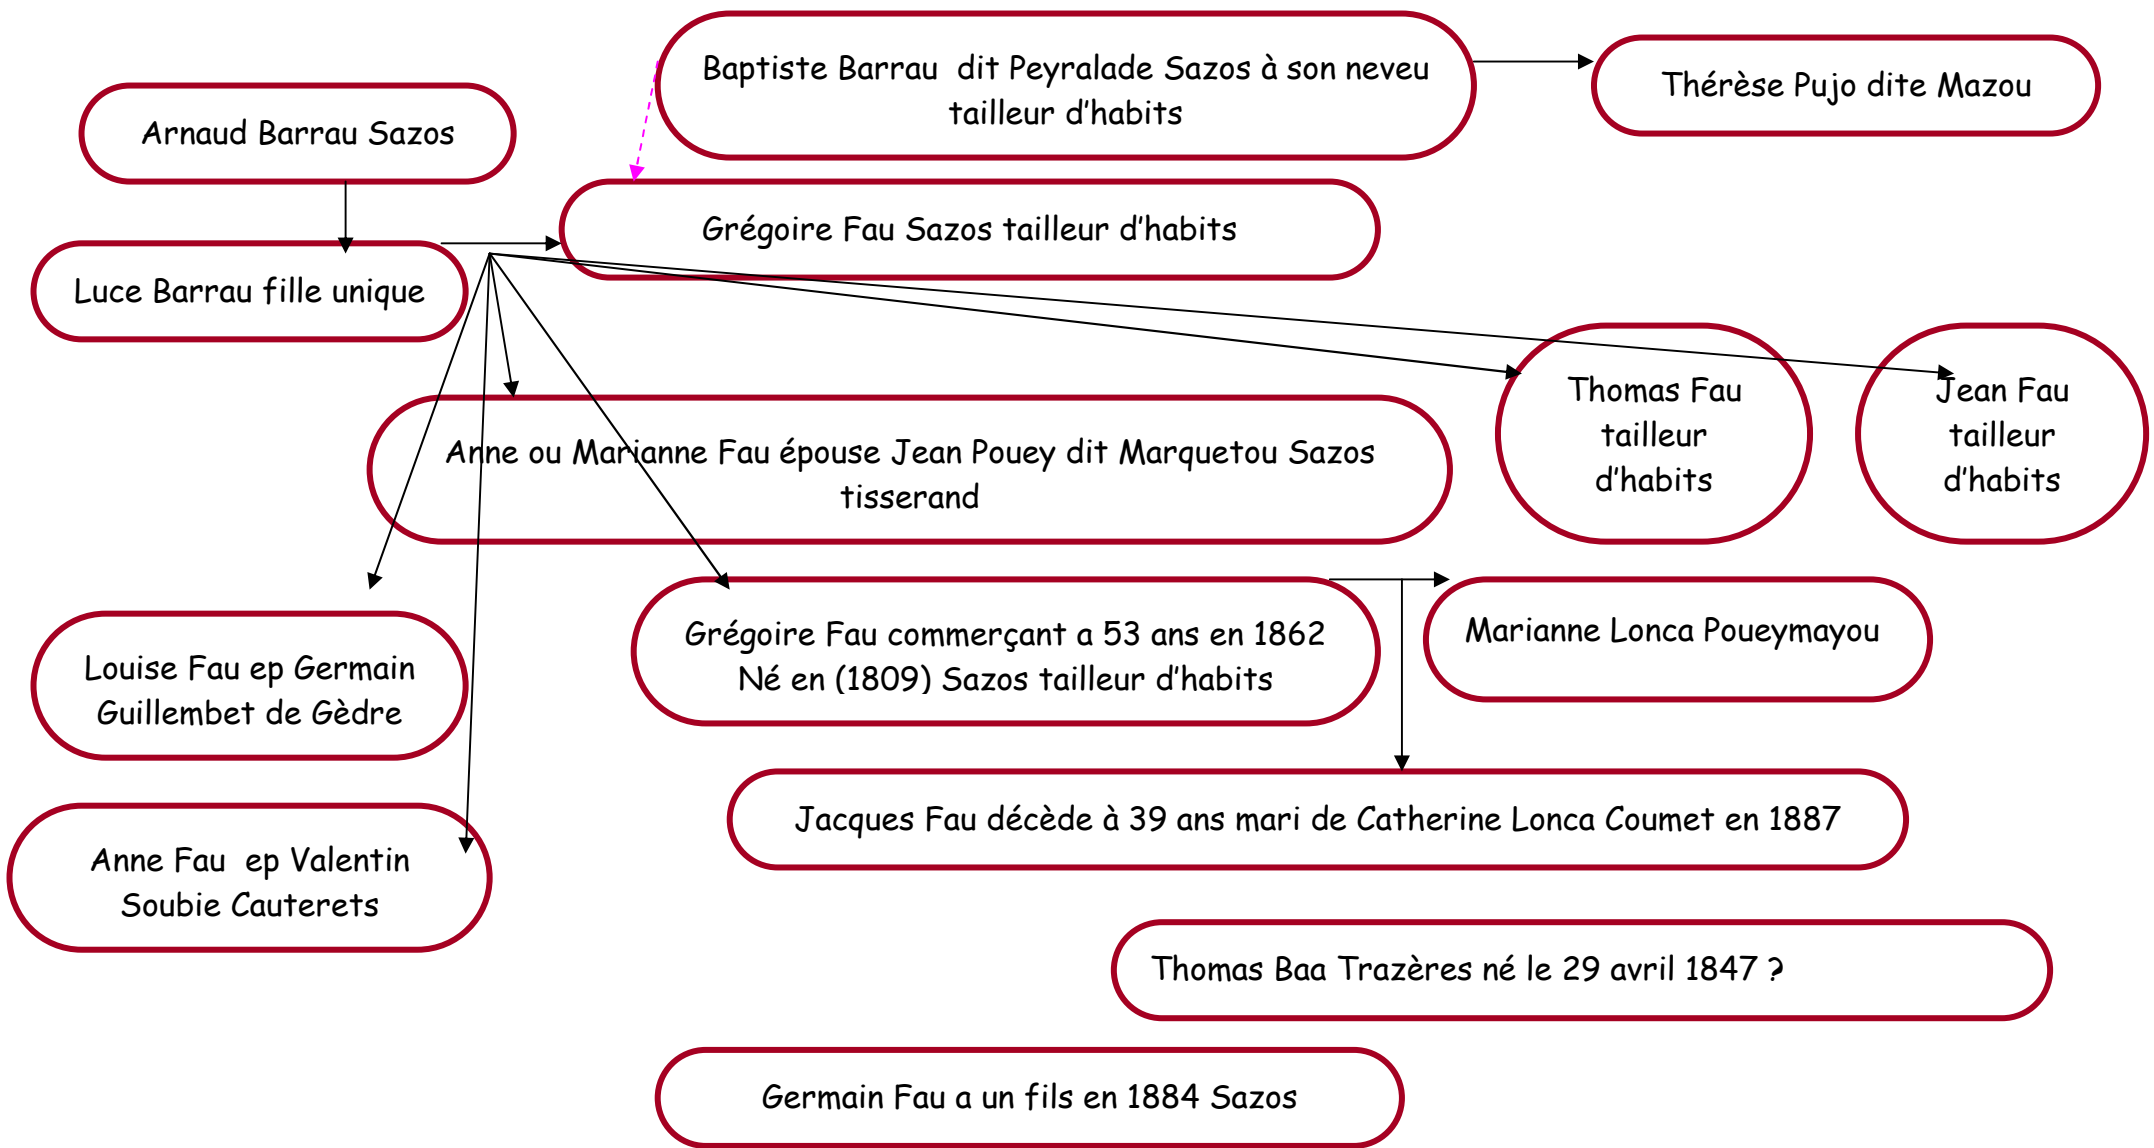 Baptiste Barrau dit Peyralade Sazos à son neveu
tailleur d'habits
Thérèse Pujo dite Mazou
Arnaud Barrau Sazos
Grégoire Fau Sazos tailleur d'habits
Luce Barrau fille unique
Thomas Fau
tailleur
d'habits
Jean Fau
tailleur
d'habits
Anne ou Marianne Fau épouse Jean Pouey dit Marquetou Sazos
tisserand
Louise Fau ep Germain
Guillembet de Gèdre
Grégoire Fau commerçant a 53 ans en 1862
Né en (1809) Sazos tailleur d'habits
Marianne Lonca Poueymayou
Jacques Fau décède à 39 ans mari de Catherine Lonca Coumet en 1887
Anne Fau ep Valentin
Soubie Cauterets
Thomas Baa Trazères né le 29 avril 1847 ?
Germain Fau a un fils en 1884 Sazos